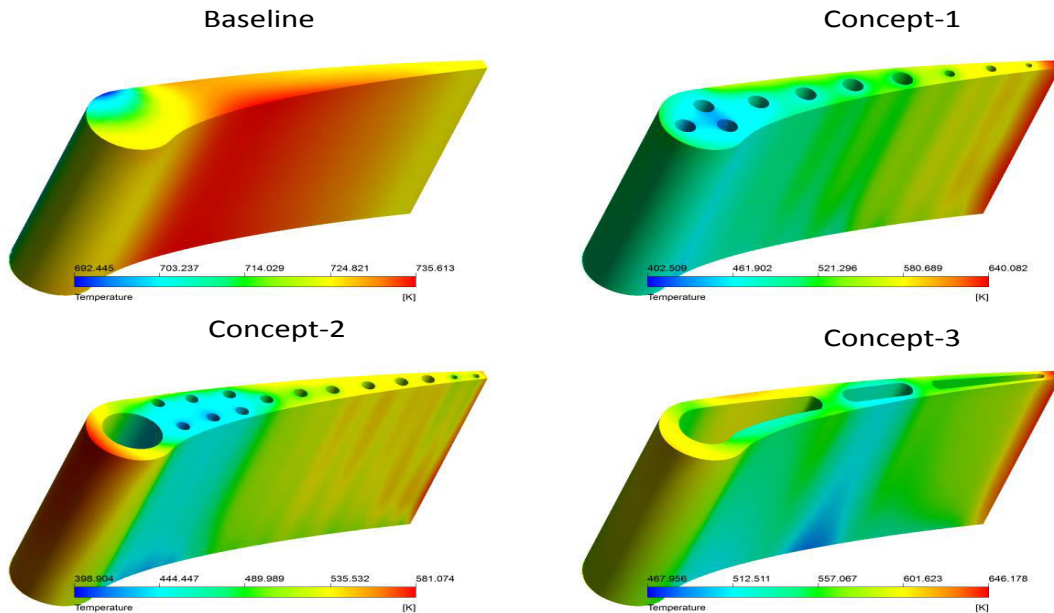 Baseline
692.445 703.237 714.029 724.821 735.613
Temperature [K]
Concept-1
402.509 461.902 521.296 580.689 640.082
Temperature [K]
Concept-2
398.904 444.447 489.989 535.532 581.074
Temperature [K]
Concept-3
467.956 512.511 557.067 601.623 646.178
Temperature [K]